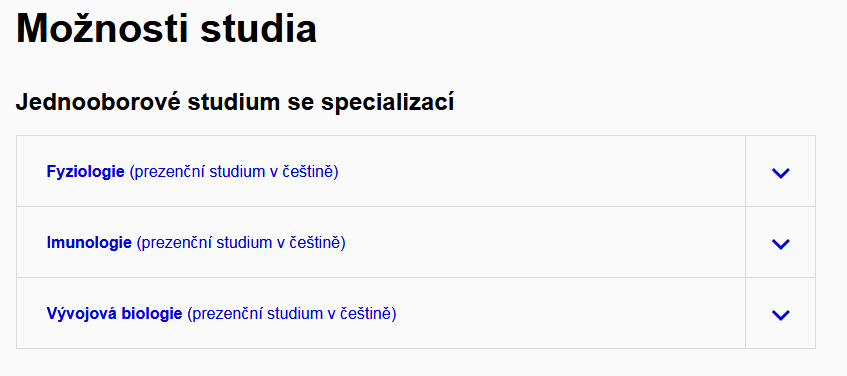 Možnosti studia
Jednooborové studium se specializací
Fyziologie (prezenční studium v češtině)
Imunologie (prezenční studium v češtině)
Vývojová biologie (prezenční studium v češtině)